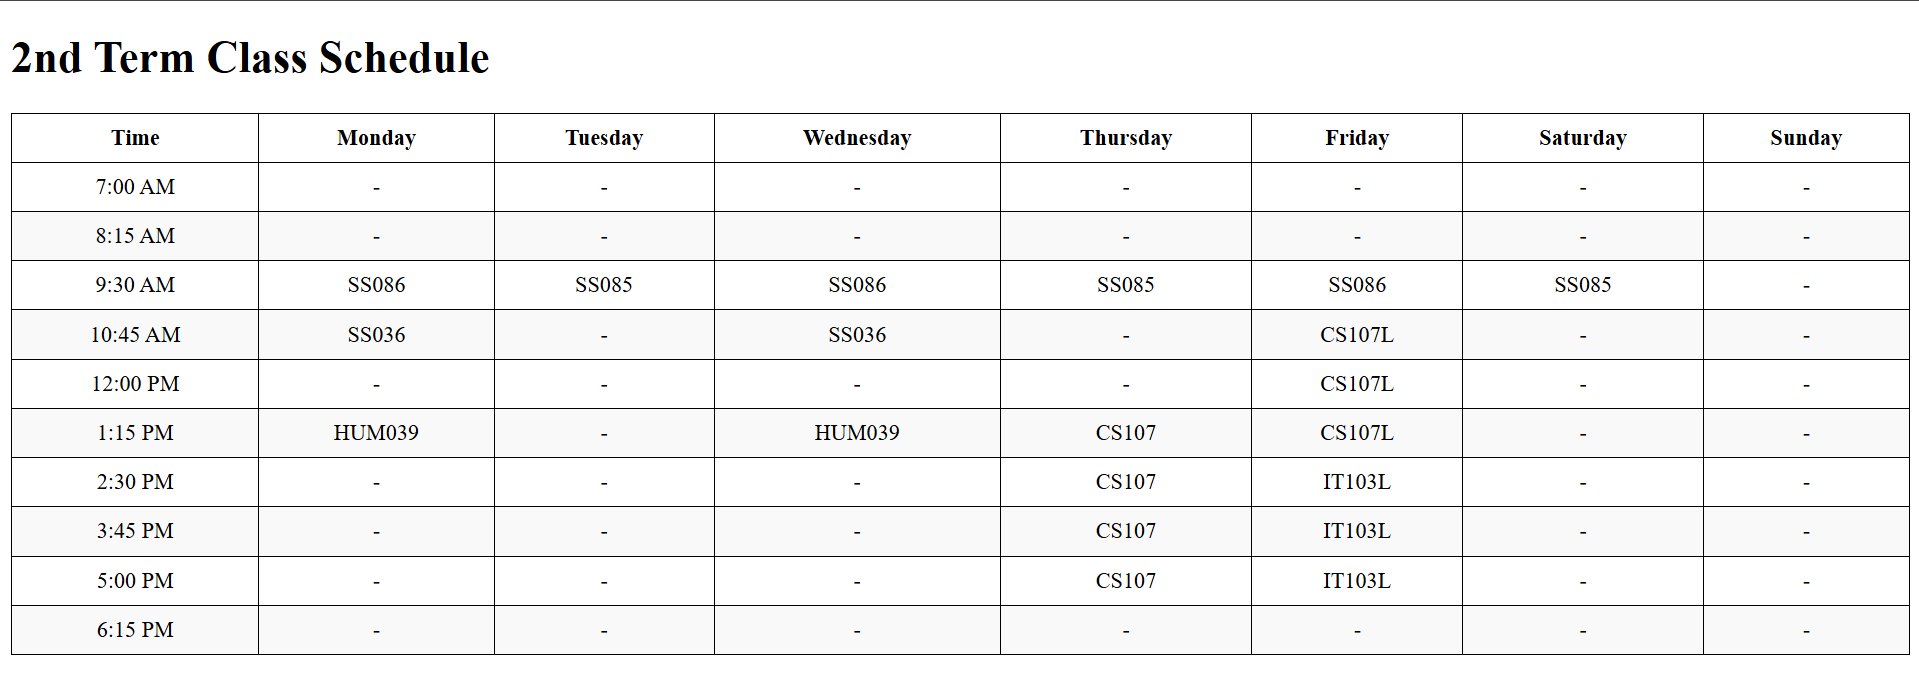 2nd Term Class Schedule
Time Monday Tuesday Wednesday Thursday Friday Saturday Sunday
7:00 AM - - - - - - -
8:15 AM - - - - - - -
9:30 AM SS086 SS085 SS086 SS085 SS086 SS085 -
10:45 AM SS036 - SS036 - CS107L - -
12:00 PM - - - - CS107L - -
1:15 PM HUM039 - HUM039 CS107 CS107L - -
2:30 PM - - - CS107 IT103L - -
3:45 PM - - - CS107 IT103L - -
5:00 PM - - - CS107 IT103L - -
6:15 PM - - - - - - -